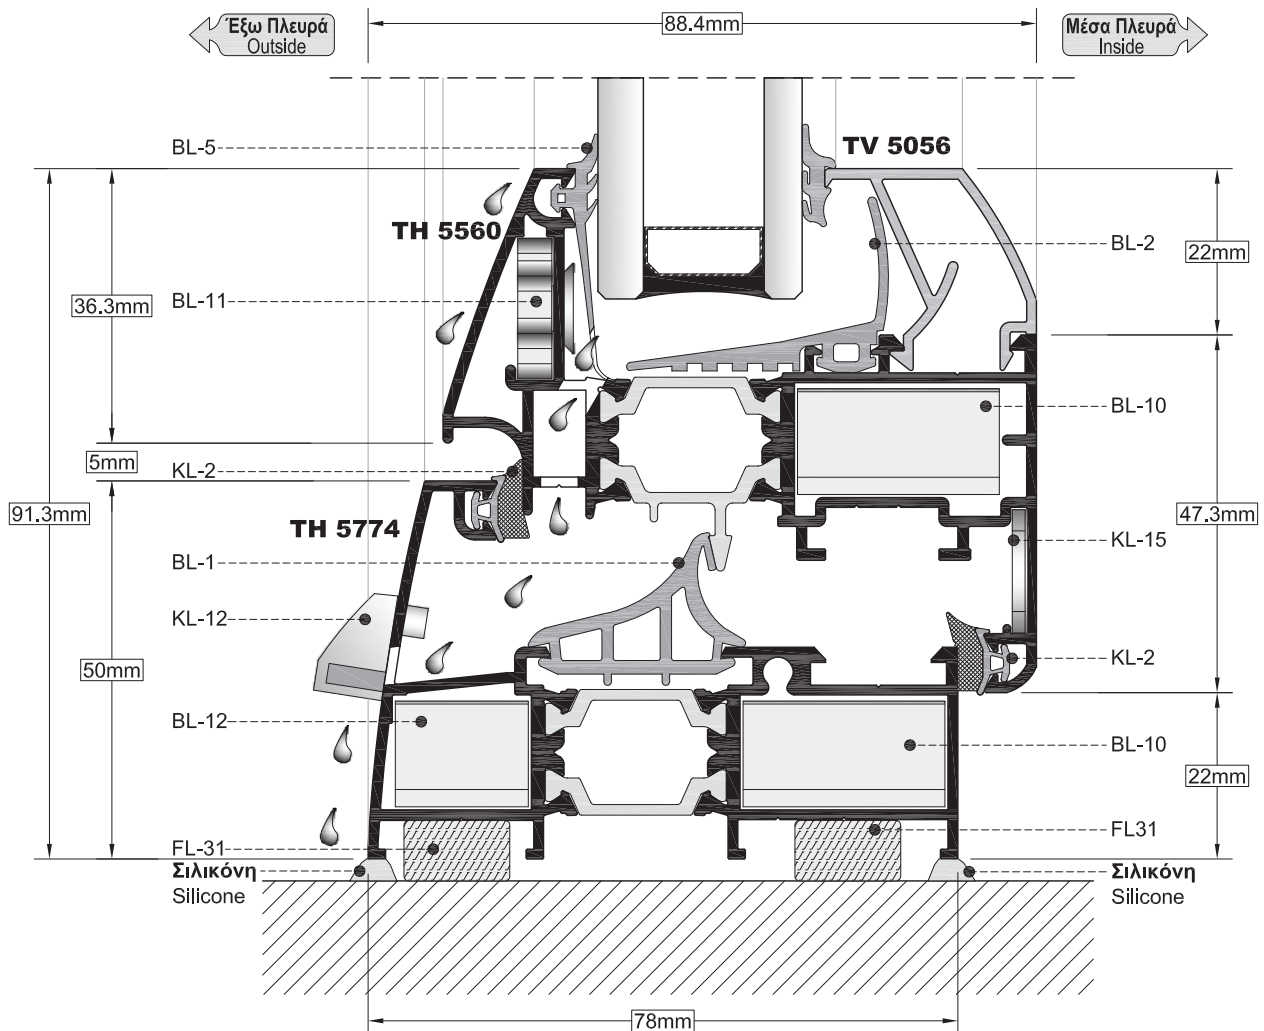 Έξω Πλευρά
Outside
88.4mm
Μέσα Πλευρά
Inside
BL-5
TV 5056
TH 5560
BL-2
22mm
36.3mm
BL-11
BL-10
5mm
KL-2
91.3mm
TH 5774
47.3mm
KL-15
BL-1
KL-12
KL-2
50mm
BL-12
BL-10
22mm
FL-31
FL31
Σιλικόνη
Silicone
Σιλικόνη
Silicone
78mm